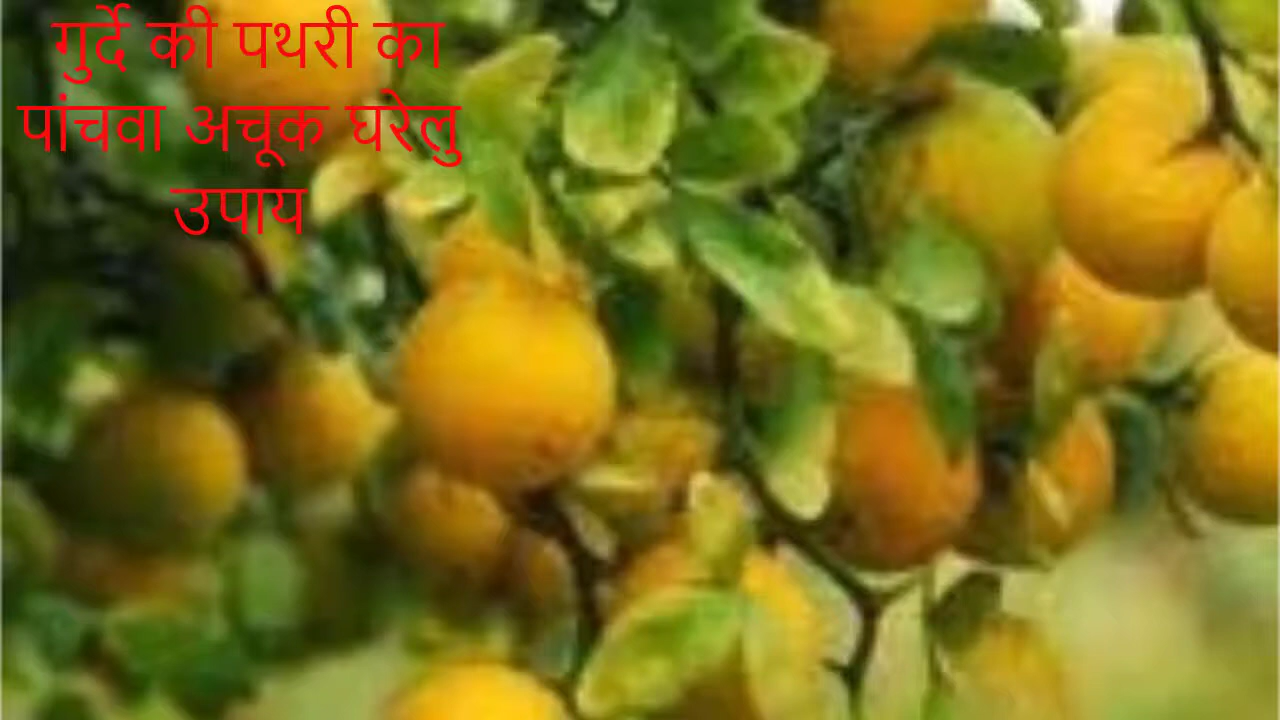 गुर्दे की पथरी का
पांचवा अचूक घरेलु
उपाय